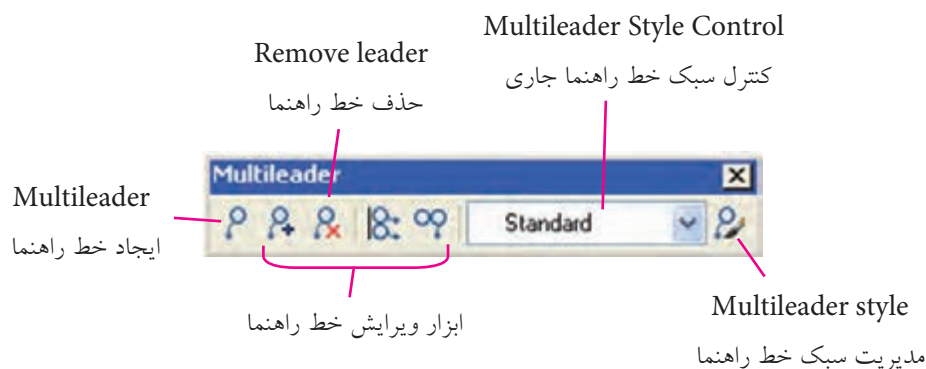 Multileader Style Control
کنترل سبک خط راهنما جاری
Remove leader
حذف خط راهنما
Multileader
Standard
Multileader
ایجاد خط راهنما
ابزار ویرایش خط راهنما
Multileader style
مدیریت سبک خط راهنما